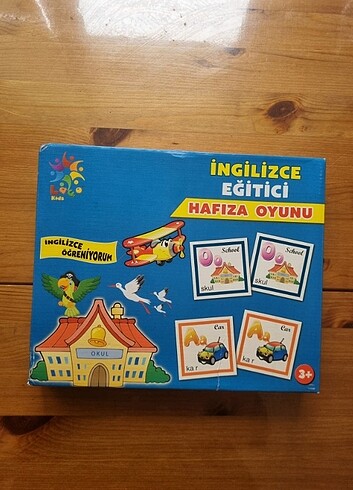 İNGİLİZCE
EĞİTİCİ
HAFIZA OYUNU
Kids
İNGİLİZCE
ÖĞRENİYORUM
OKUL
Oo
School
skul
Oo
School
skul
Aa
Car
ka r
Aa
Car
ka r
3+